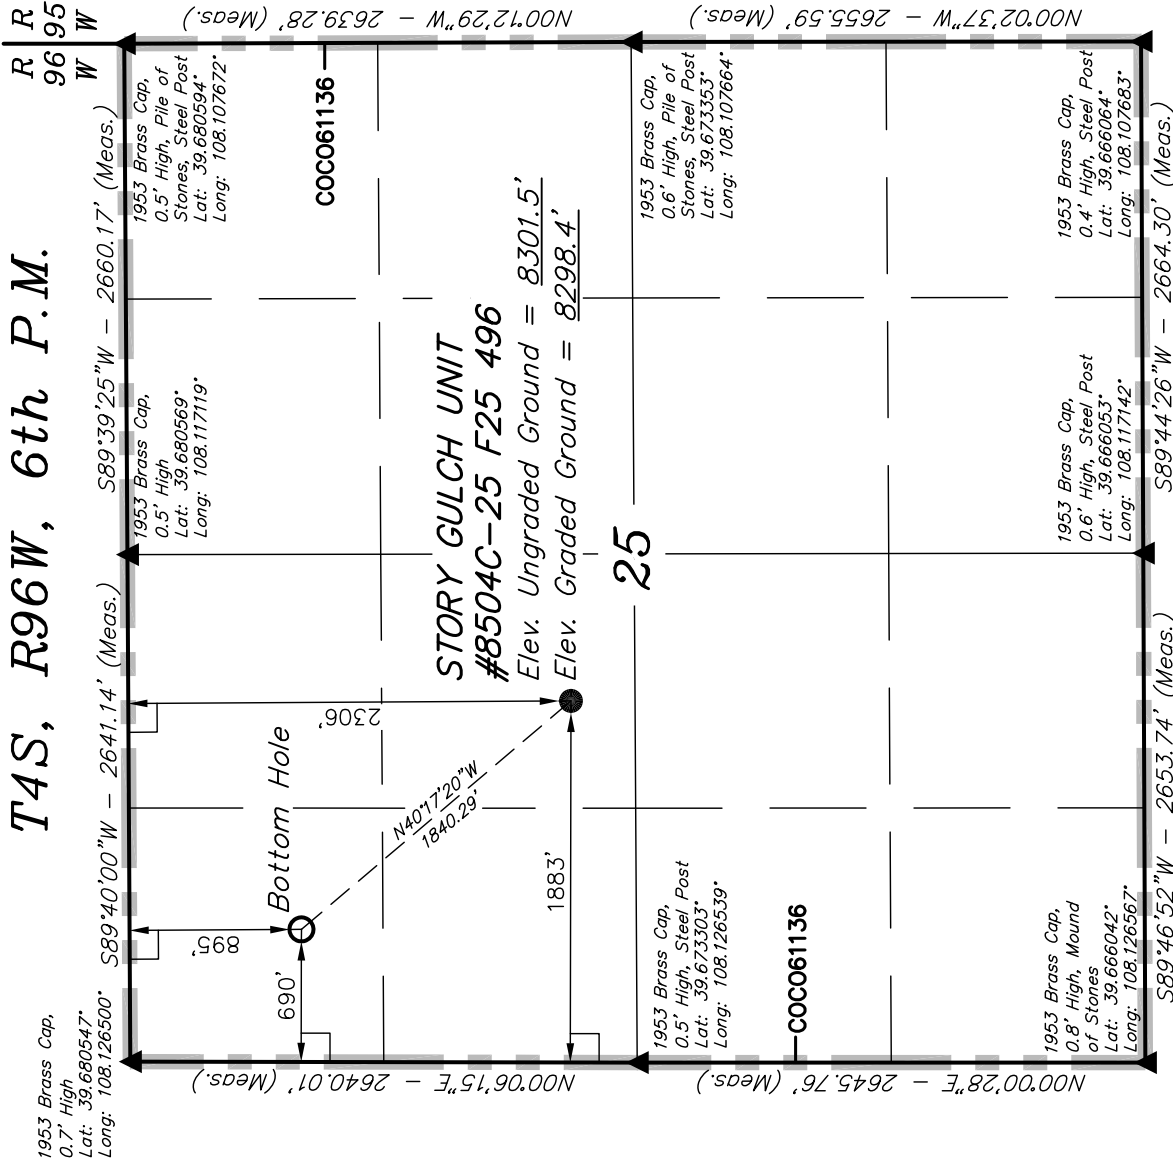 T4S, R96W, 6th P.M.
R R
96 95
W W
S89°40'00"W - 2641.14' (Meas.)
S89°39'25"W - 2660.17' (Meas.)
1953 Brass Cap,
0.7' High
Lat: 39.680547°
Long: 108.126500°
1953 Brass Cap,
0.5' High
Lat: 39.680569°
Long: 108.117119°
1953 Brass Cap,
0.5' High, Pile of
Stones, Steel Post
Lat: 39.680594°
Long: 108.107672°
N00°06'15"E - 2640.01' (Meas.)
N00°12'29"W - 2639.28' (Meas.)
COC061136
895'
690'
Bottom Hole
2306'
N40°17'20"W
1840.29'
1883'
STORY GULCH UNIT
#8504C-25 F25 496
Elev. Ungraded Ground = 8301.5'
Elev. Graded Ground = 8298.4'
25
1953 Brass Cap,
0.5' High, Steel Post
Lat: 39.673303°
Long: 108.126539°
1953 Brass Cap,
0.6' High, Pile of
Stones, Steel Post
Lat: 39.673353°
Long: 108.107664°
COC061136
N00°00'28"E - 2645.76' (Meas.)
N00°02'37"W - 2655.59' (Meas.)
1953 Brass Cap,
0.8' High, Mound
of Stones
Lat: 39.666042°
Long: 108.126567°
1953 Brass Cap,
0.6' High, Steel Post
Lat: 39.666053°
Long: 108.117142°
1953 Brass Cap,
0.4' High, Steel Post
Lat: 39.666064°
Long: 108.107683°
S89°46'52"W - 2653.74' (Meas.)
S89°44'26"W - 2664.30' (Meas.)